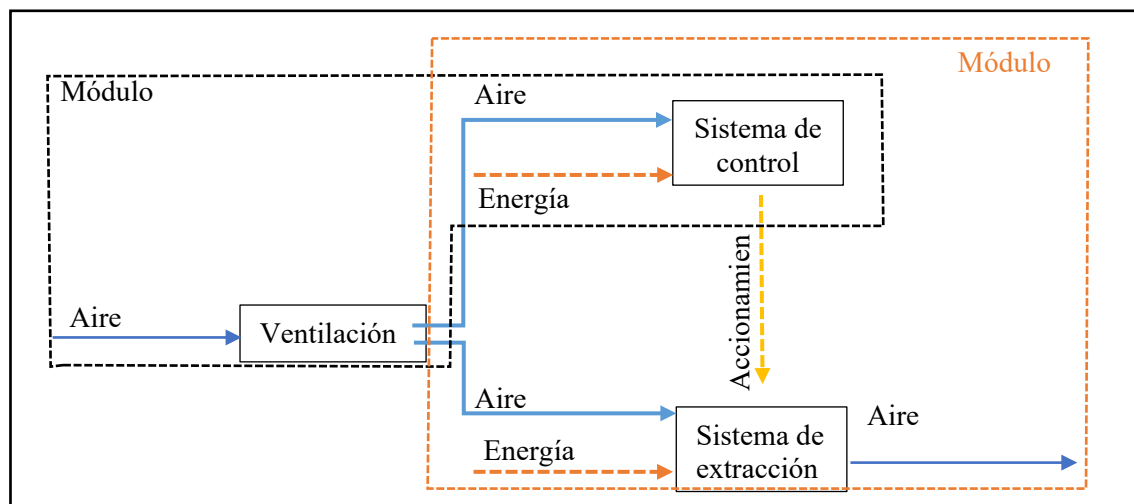 Módulo
Módulo
Aire
Sistema de
control
Energía
Accionamien
Aire
Ventilación
Aire
Aire
Energía
Sistema de
extracción